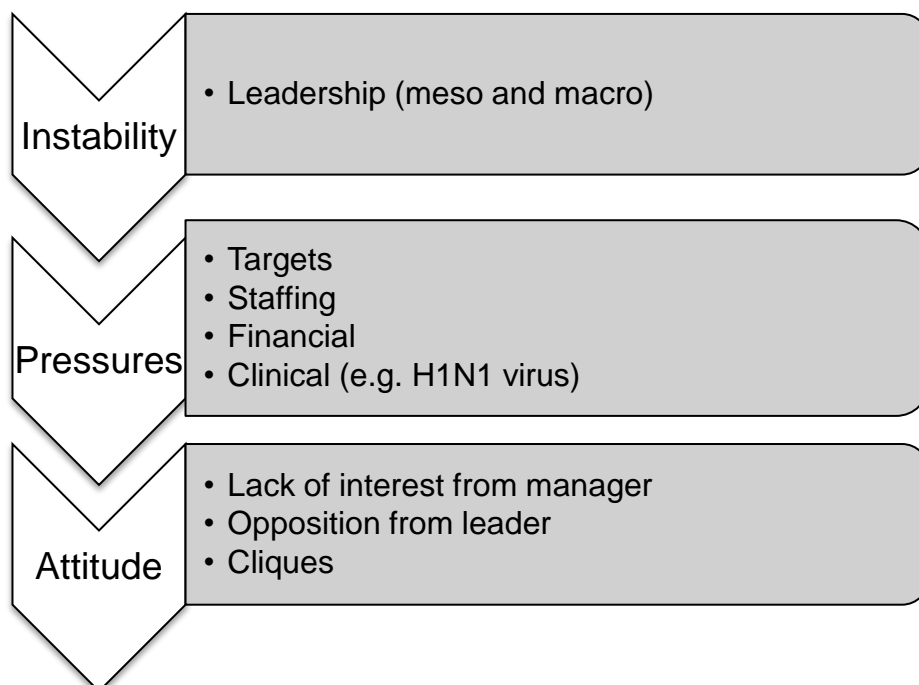 Instability
• Leadership (meso and macro)
Pressures
• Targets
• Staffing
• Financial
• Clinical (e.g. H1N1 virus)
Attitude
• Lack of interest from manager
• Opposition from leader
• Cliques